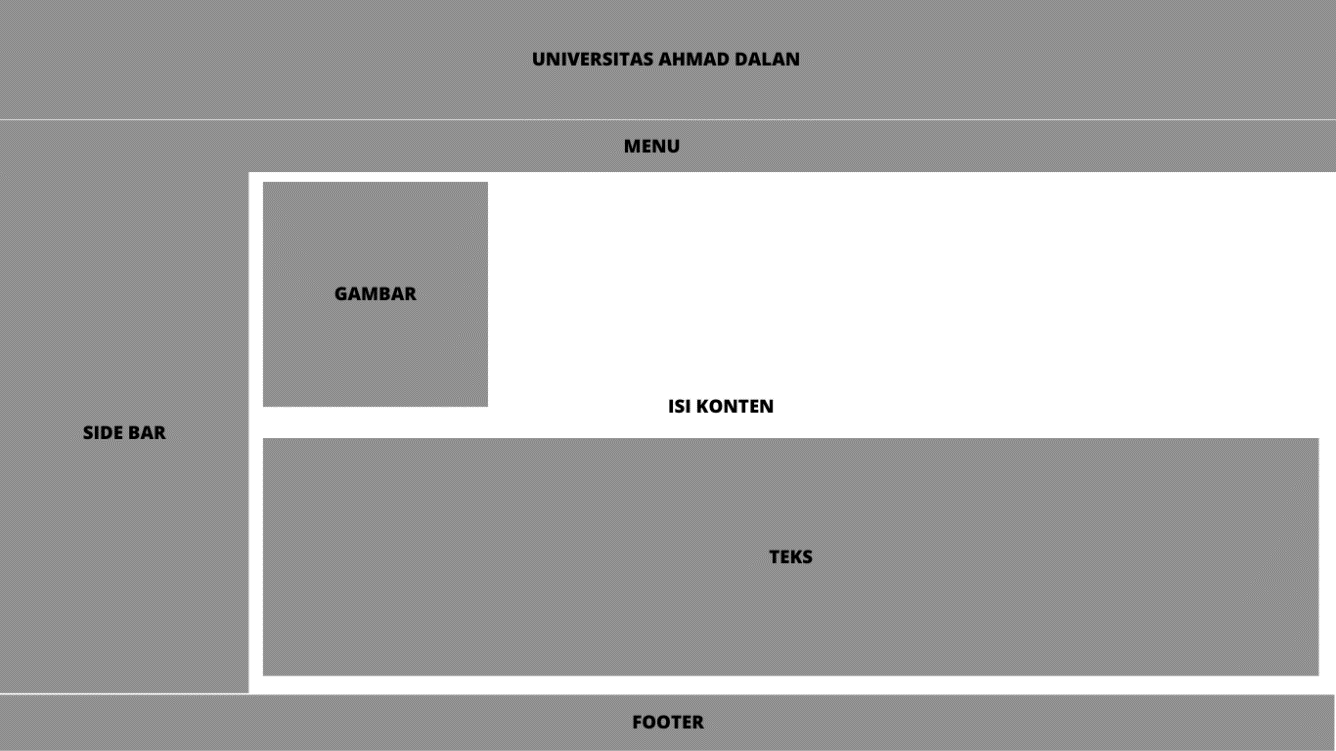 UNIVERSITAS AHMAD DALAN
MENU
GAMBAR
ISI KONTEN
SIDE BAR
TEKS
FOOTER